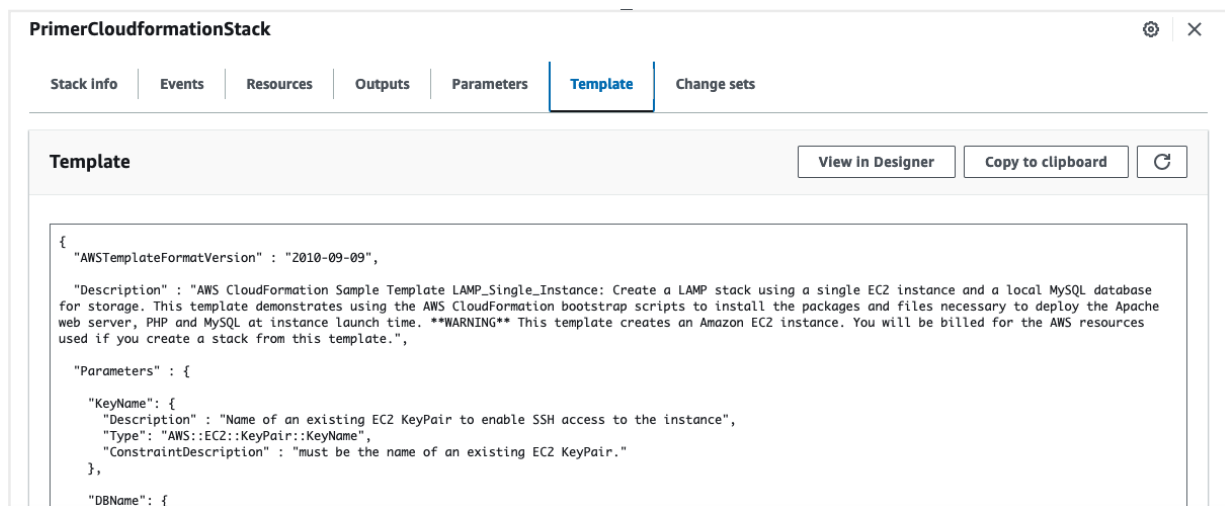 PrimerCloudformationStack
Stack info Events Resources Outputs Parameters Template Change sets
Template View in Designer Copy to clipboard
{
"AWSTemplateFormatVersion" : "2010-09-09",
"Description" : "AWS CloudFormation Sample Template LAMP_Single_Instance: Create a LAMP stack using a single EC2 instance and a local MySQL database
for storage. This template demonstrates using the AWS CloudFormation bootstrap scripts to install the packages and files necessary to deploy the Apache
web server, PHP and MySQL at instance launch time. **WARNING** This template creates an Amazon EC2 instance. You will be billed for the AWS resources
used if you create a stack from this template.",
"Parameters" : {
"KeyName": {
"Description" : "Name of an existing EC2 KeyPair to enable SSH access to the instance",
"Type": "AWS::EC2::KeyPair::KeyName",
"ConstraintDescription" : "must be the name of an existing EC2 KeyPair."
},
"DBName": {